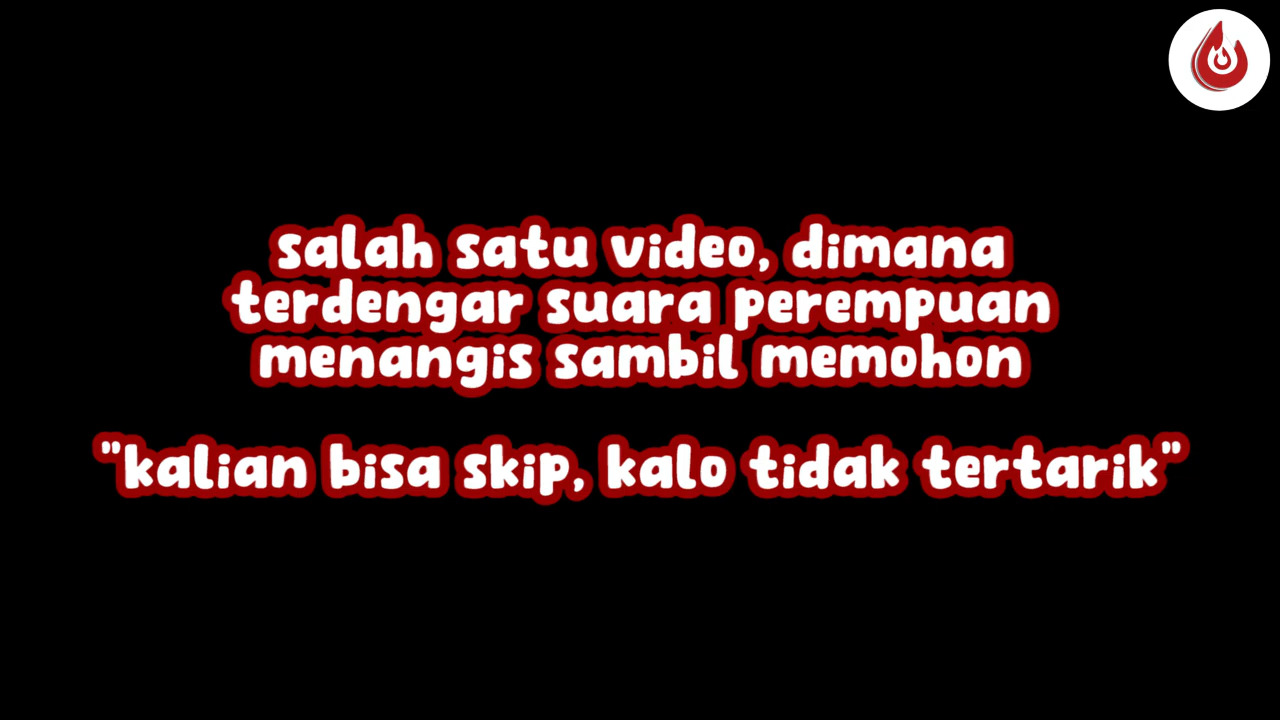 salah satu video, dimana
terdengar suara perempuan
menangis sambil memohon
"kalian bisa skip, kalo tidak tertarik"